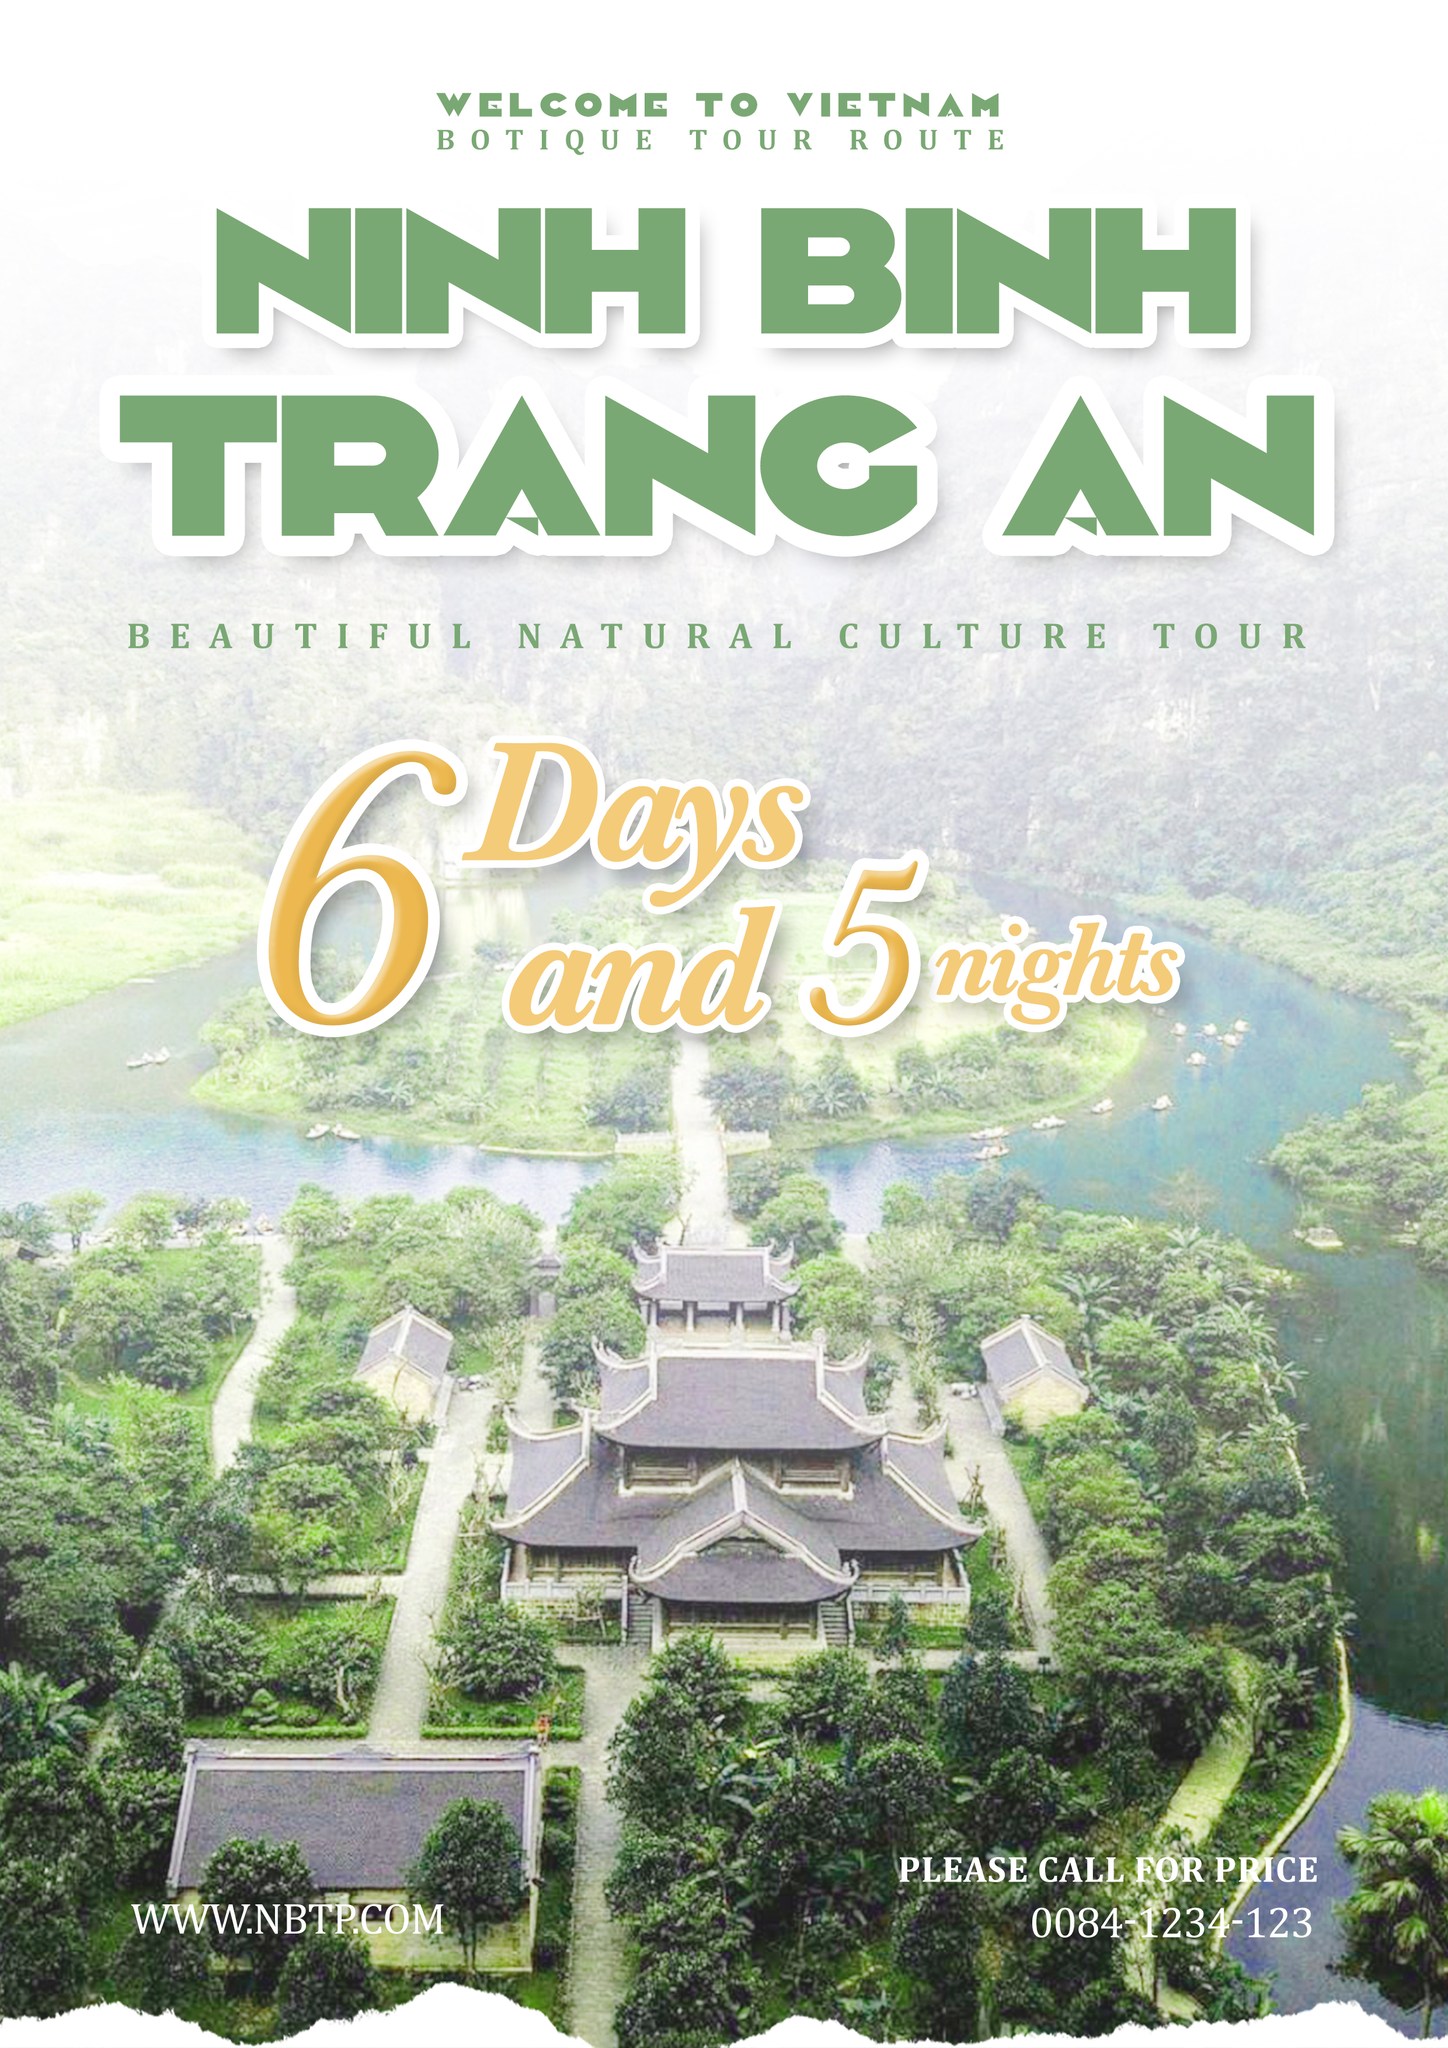 WELCOME TO VIETNAM
BOTIQUE TOUR ROUTE
NINH BINH
TRANG AN
BEAUTIFUL NATURAL CULTURE TOUR
6 Days
and 5 nights
PLEASE CALL FOR PRICE
WWW.NBTP.COM
0084-1234-123